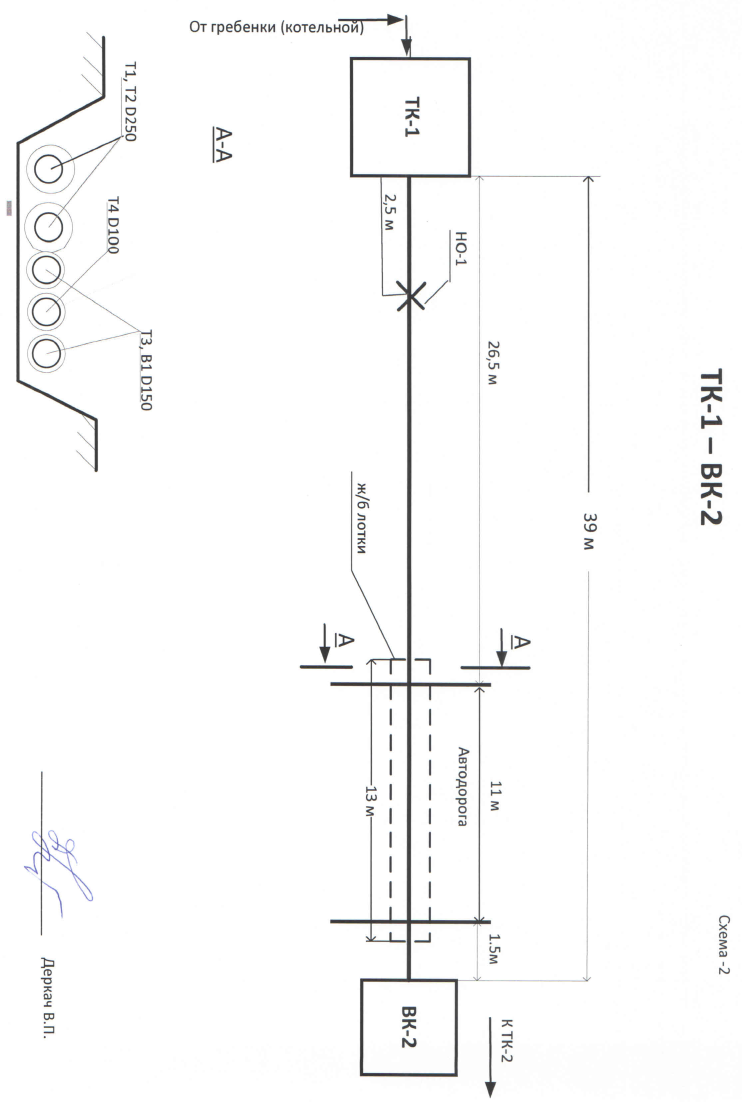 Схема -2
ТК-1 – ВК-2
39 м
26,5 м
11 м
1.5м
Автодорога
К ТК-2
НО-1
2,5 м
ТК-1
ВК-2
А
А
ж/б лотки
13 м
От гребенки (котельной)
А-А
Т1, Т2 D250
Т4 D100
Т3, В1 D150
Деркач В.П.